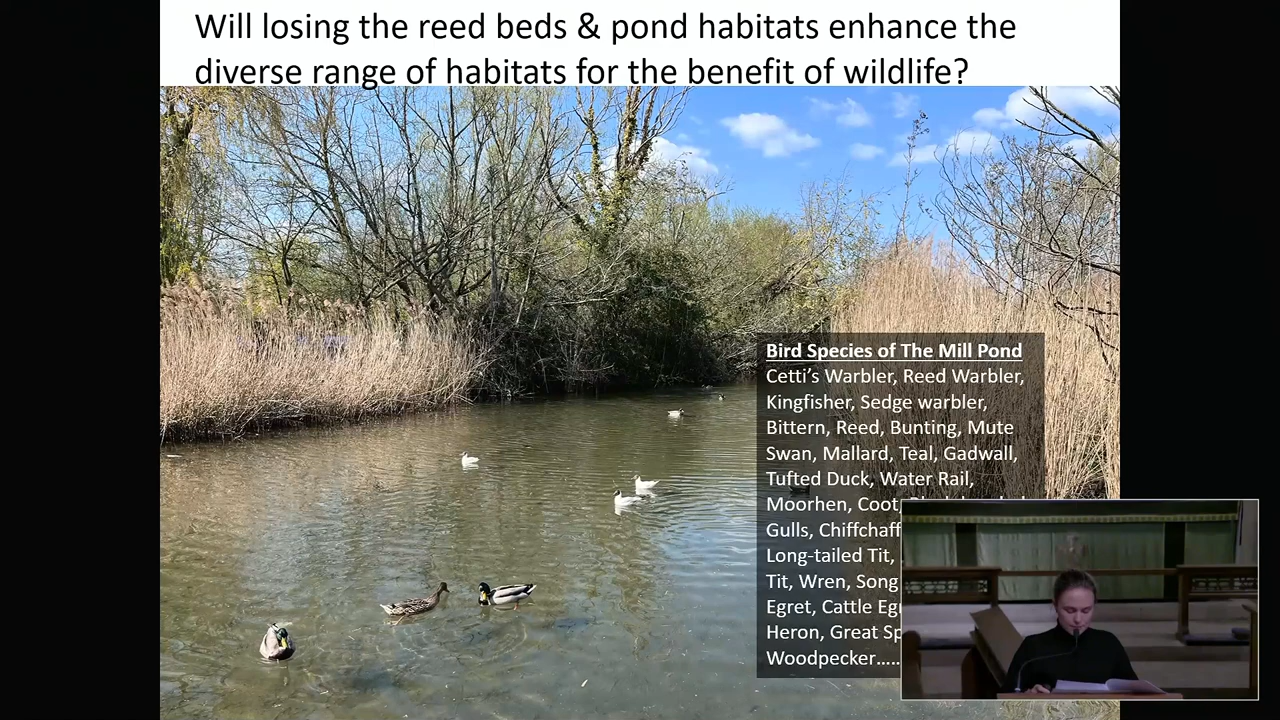 Will losing the reed beds & pond habitats enhance the
diverse range of habitats for the benefit of wildlife?
Bird Species of The Mill Pond
Cetti’s Warbler, Reed Warbler,
Kingfisher, Sedge warbler,
Bittern, Reed, Bunting, Mute
Swan, Mallard, Teal, Gadwall,
Tufted Duck, Water Rail,
Moorhen, Coot,
Gulls, Chiffchaff
Long-tailed Tit,
Tit, Wren, Song
Egret, Cattle
Heron, Great
Woodpecker.....